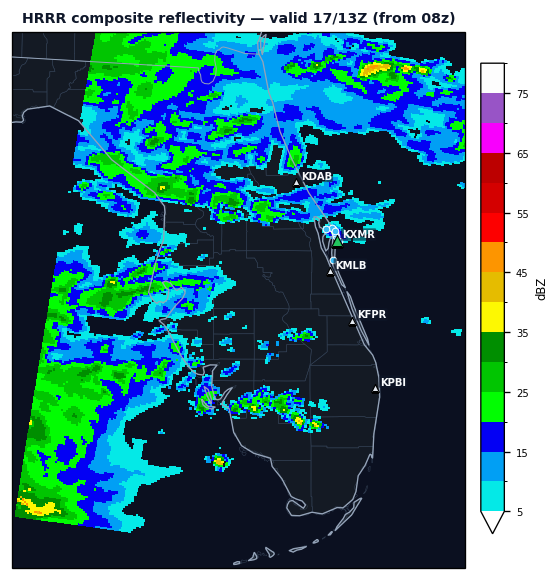 HRRR composite reflectivity — valid 17/13Z (from 08z)
KDAB
KXMR
KMLB
KFPR
KPBI
75
65
55
45
35
25
15
5
dBZ